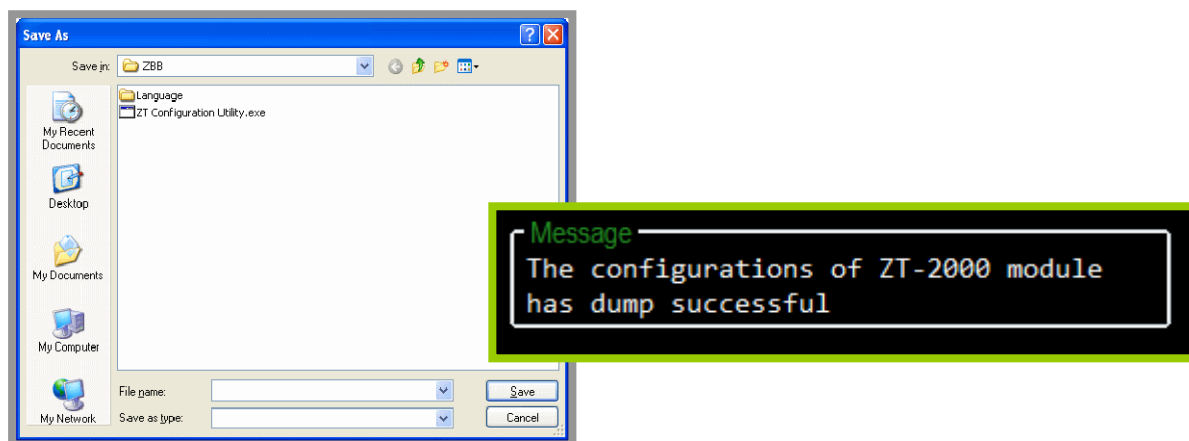 Save As
Save in:
ZBB
Language
ZT Configuration Utility.exe
My Recent
Documents
Desktop
My Documents
My Computer
My Network
File name:
Save
Save as type:
Cancel
Message
The configurations of ZT-2000 module
has dump successful